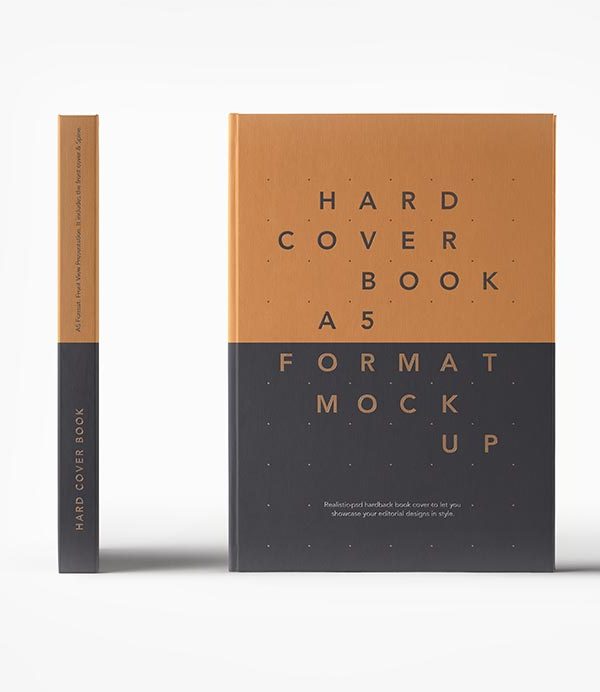 A5 Format. Front View Presentation. It includes the front cover & Spine.
HARD COVER BOOK
HARD
COVER
BOOK
A5
FORMAT
MOCK
UP
Realistic-psd hardback book cover to let you
showcase your editorial designs in style.